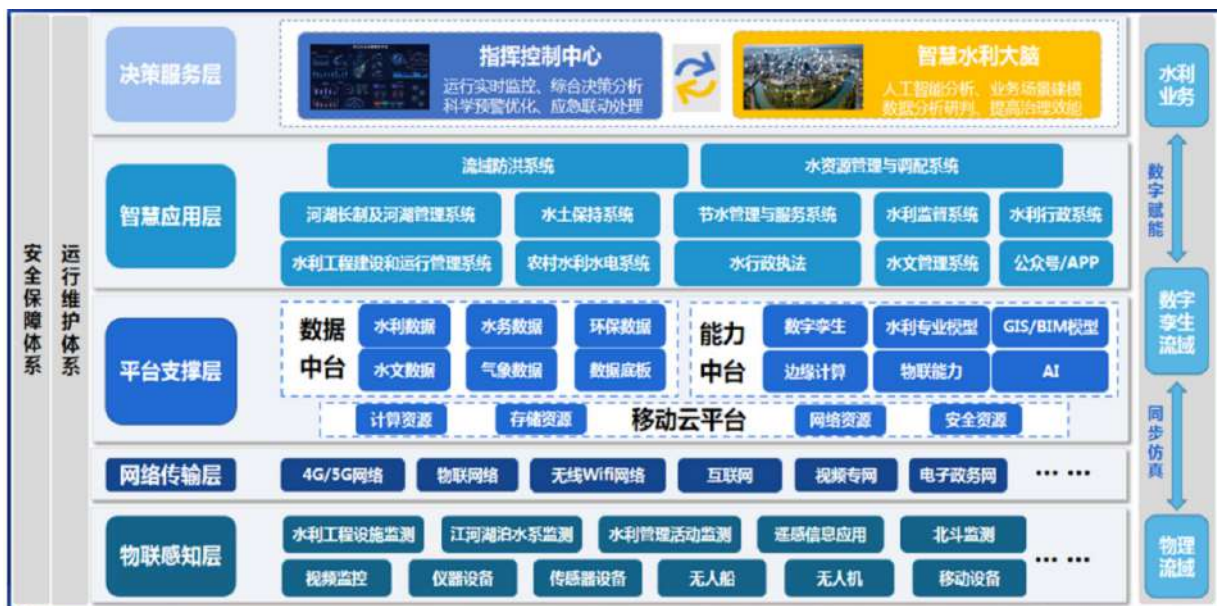 安全保障体系
运行维护体系
决策服务层
指挥控制中心
运行实时监控、综合决策分析
科学预警优化、应急联动处理
智慧水利大脑
人工智能分析、业务场景建模
数据分析研判、提高治理效能
智慧应用层
流域防洪系统
水资源管理与调配系统
河湖长制及河湖管理系统
水土保持系统
节水管理与服务系统
水利监督系统
水利行政系统
水利工程建设和运行管理系统
农村水利水电系统
水行政执法
水文管理系统
公众号/APP
平台支撑层
数据
中台
水利数据
水务数据
环保数据
水文数据
气象数据
数据底板
能力
中台
数字孪生
水利专业模型
GIS/BIM模型
边缘计算
物联能力
AI
计算资源
存储资源
移动云平台
网络资源
安全资源
网络传输层
4G/5G网络
物联网络
无线Wifi网络
互联网
视频专网
电子政务网
… …
物联感知层
水利工程设施监测
江河湖泊水系监测
水利管理活动监测
遥感信息应用
北斗监测
视频监控
仪器设备
传感器设备
无人船
无人机
移动设备
… …
水利
业务
数字赋能
数字
孪生
流域
同步仿真
物理
流域